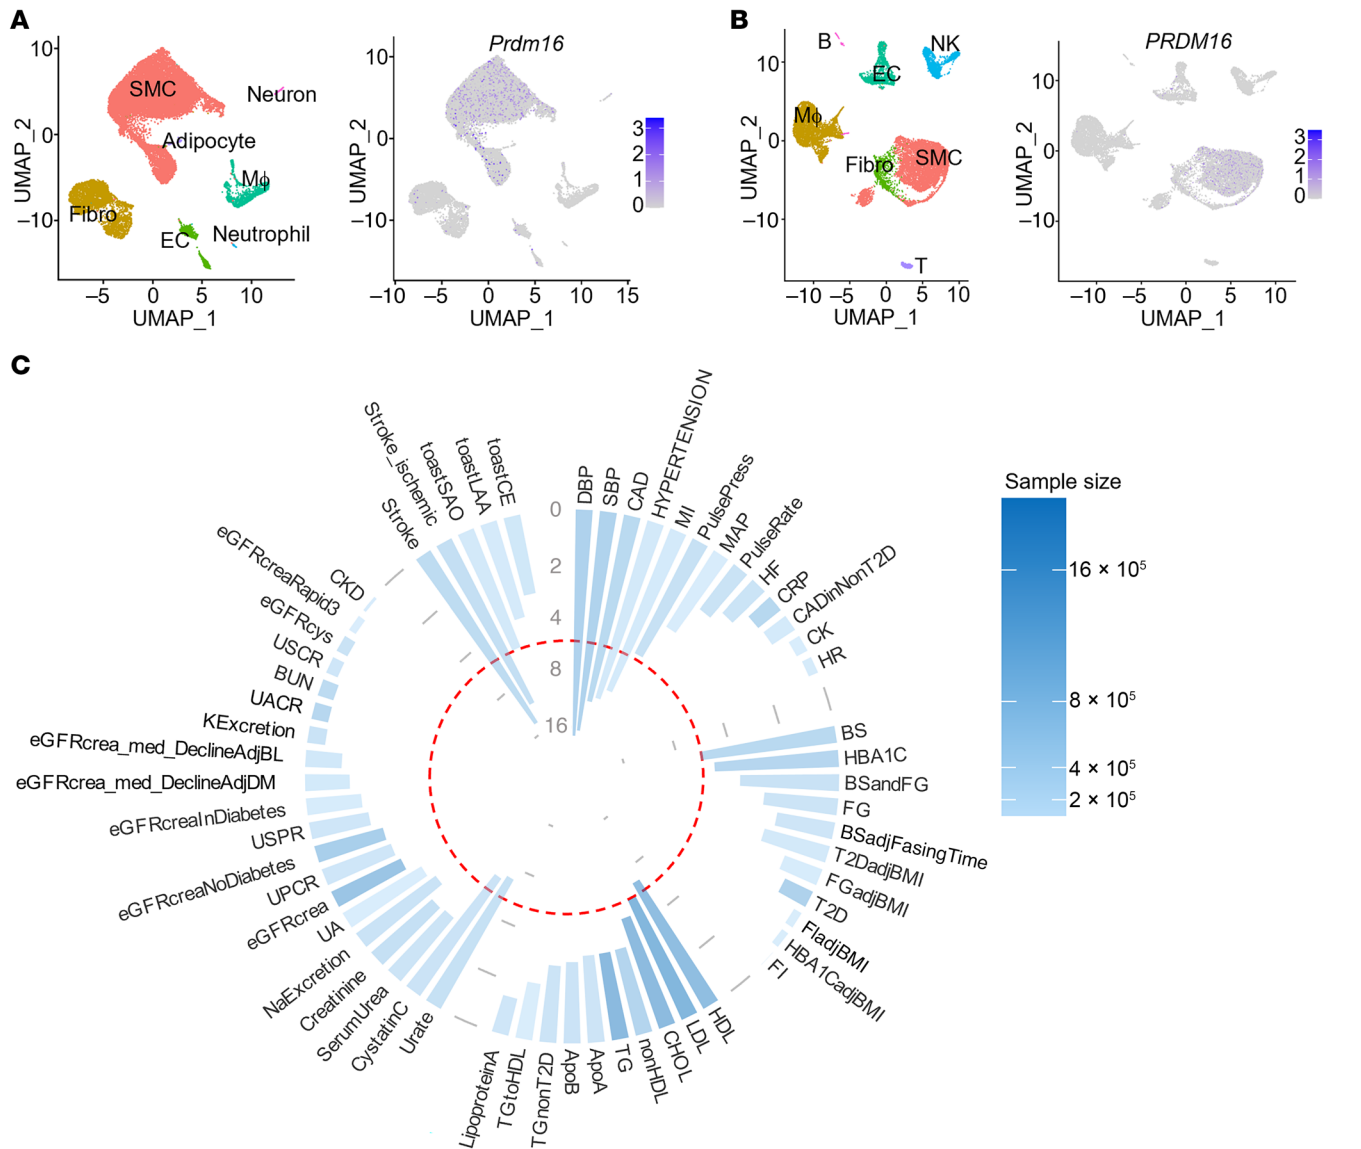 A
10
0
−10
UMAP_2
SMC
Neuron
Adipocyte
Mϕ
Fibro
EC
Neutrophil
−5
0
5
10
UMAP_1
Prdm16
10
0
−10
−10
−5
0
5
10
15
UMAP_1
3
2
1
0
B
10
0
−10
UMAP_2
B
EC
NK
Mϕ
Fibro
SMC
T
−10
−5
0
5
10
UMAP_1
PRDM16
10
0
−10
UMAP_2
−10
−5
0
5
10
UMAP_1
3
2
1
0
C
0
2
4
8
16
DBP
SBP
CAD
HYPERTENSION
MI
PulsePress
MAP
PulseRate
HF
CRP
CADinNonT2D
CK
HR
BS
HBA1C
BSandFG
FG
BSadjFasingTime
T2DadjBMI
FGadjBMI
T2D
FIadjBMI
HBA1CadjBMI
FI
HDL
LDL
CHOL
nonHDL
TG
ApoA
ApoB
TGnonT2D
TGtoHDL
LipoproteinA
Urate
CystatinC
SerumUrea
Creatinine
NaExcretion
UA
eGFRcrea
UPCR
eGFRcreaNoDiabetes
USPR
eGFRcreaInDiabetes
eGFRcrea_med_DeclineAdjDM
eGFRcrea_med_DeclineAdjBL
KExcretion
UACR
BUN
USCR
eGFRcys
eGFRcreaRapid3
CKD
Stroke
Stroke_ischemic
toastSAO
toastLAA
toastCE
Sample size
16 × 10⁵
8 × 10⁵
4 × 10⁵
2 × 10⁵